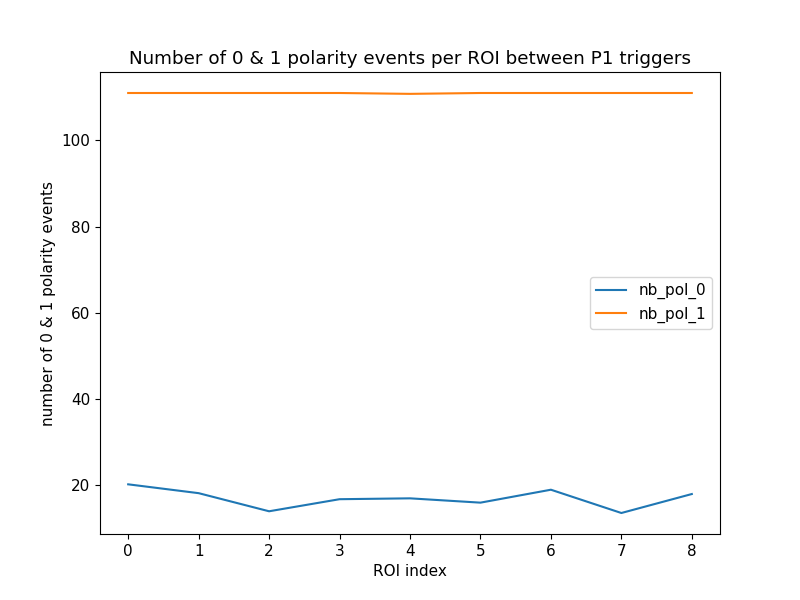 Number of 0 & 1 polarity events per ROI between P1 triggers
number of 0 & 1 polarity events
100
80
60
40
20
nb_pol_0
nb_pol_1
0 1 2 3 4 5 6 7 8
ROI index